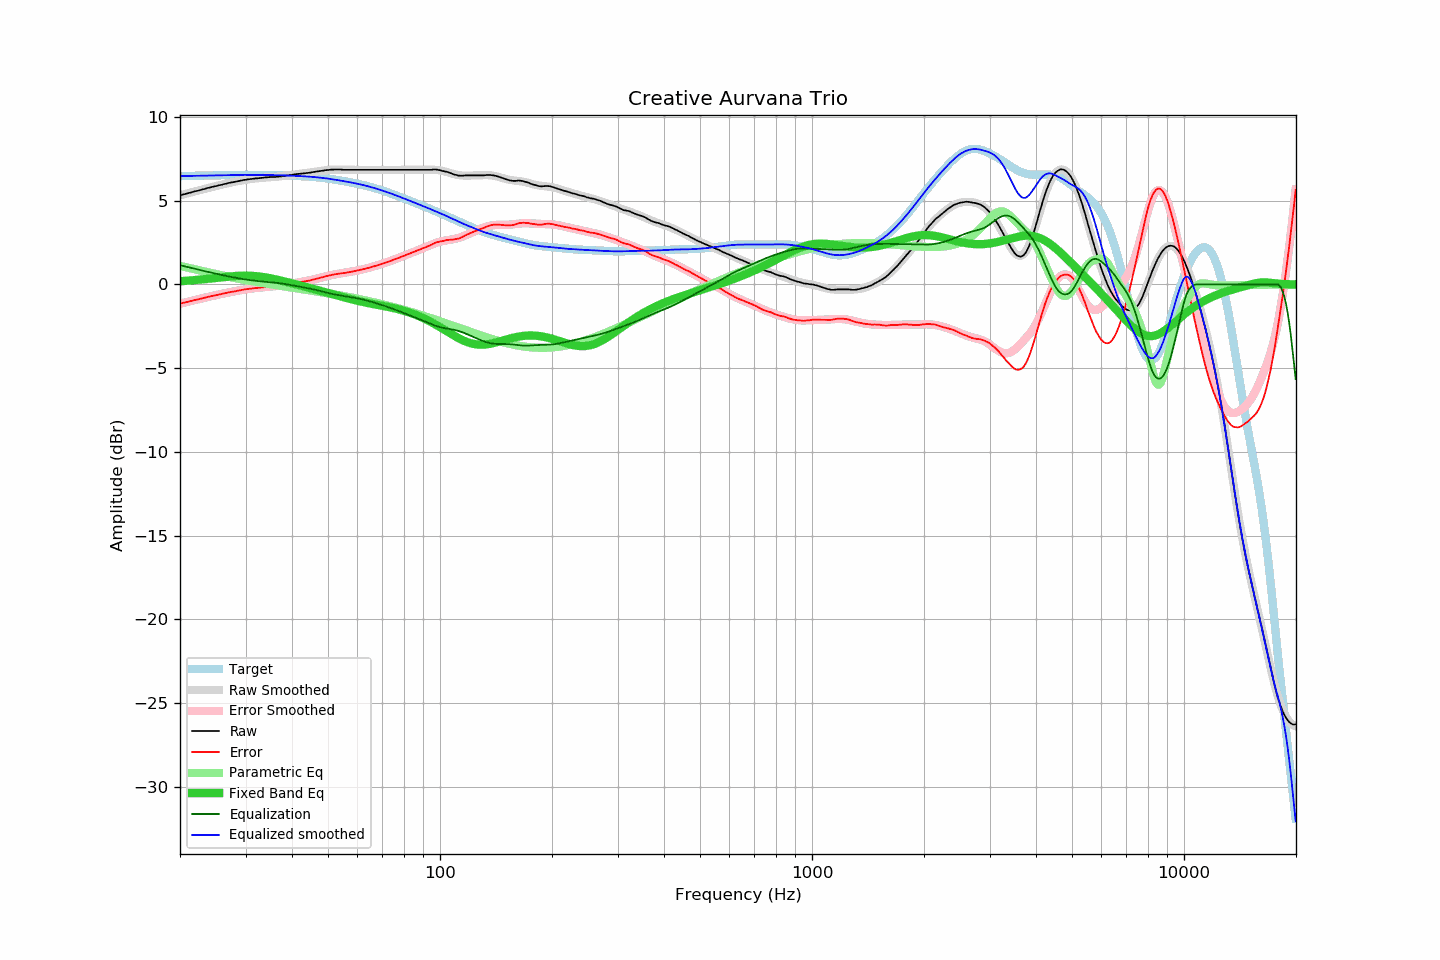 Creative Aurvana Trio
10
5
0
−5
−10
−15
−20
−25
−30
Amplitude (dBr)
Target
Raw Smoothed
Error Smoothed
Raw
Error
Parametric Eq
Fixed Band Eq
Equalization
Equalized smoothed
100
1000
10000
Frequency (Hz)